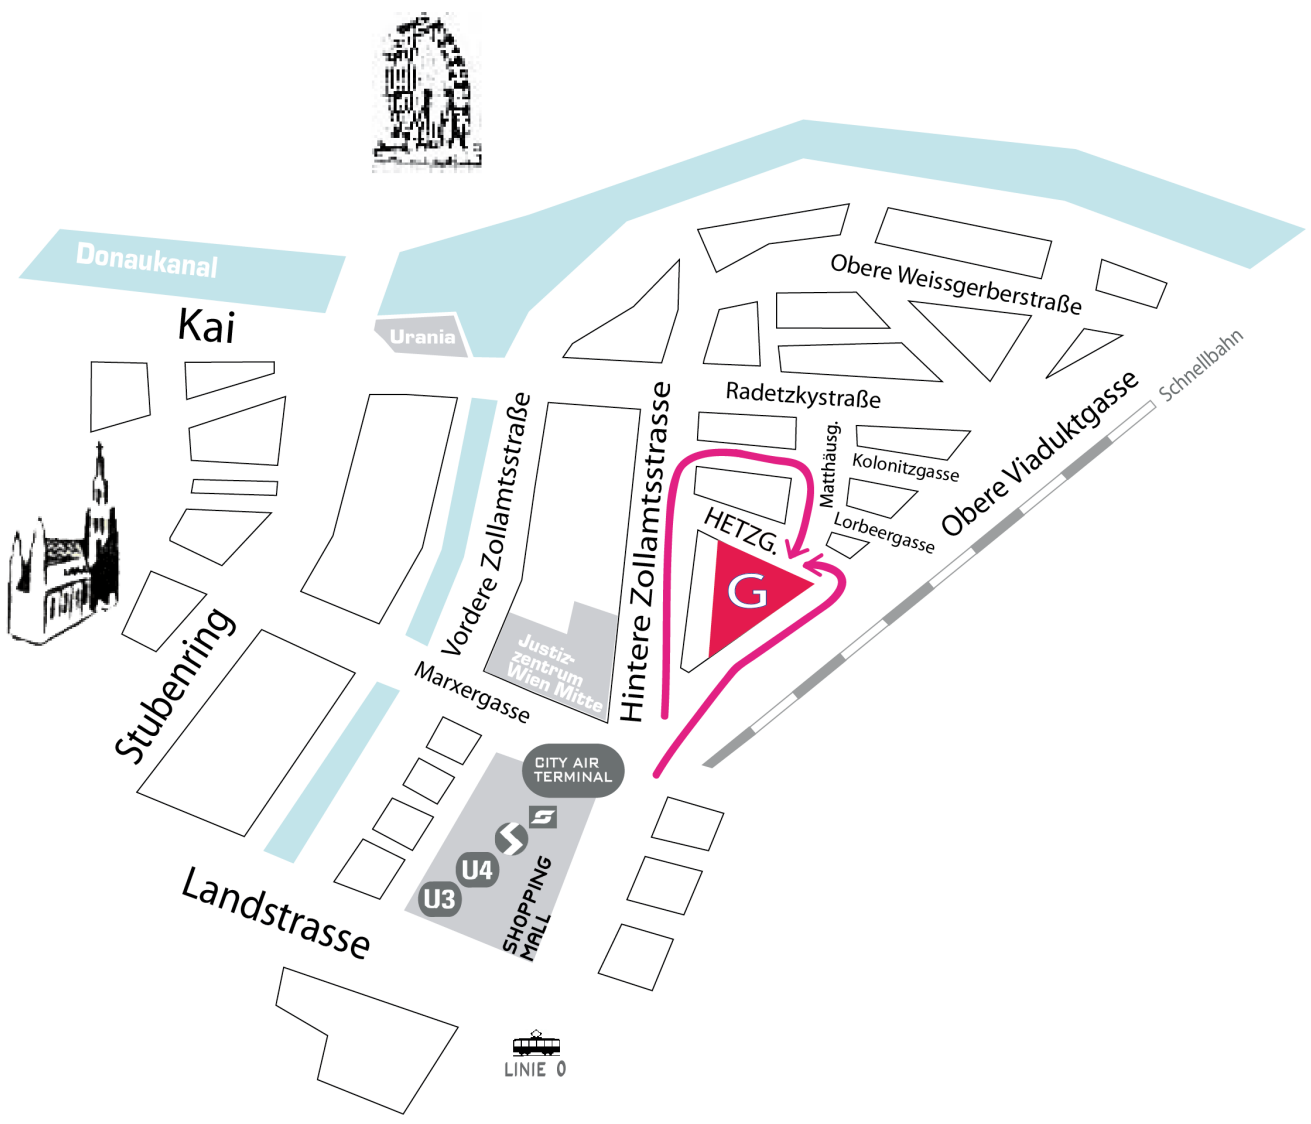 Donaukanal
Kai
Urania
Obere Weissgerberstraße
Schnellbahn
Radetzkystraße
Obere Viaduktgasse
Matthäusg.
Kolonitzgasse
Lorbeergasse
HETZG.
G
Hintere Zollamtsstrasse
Vordere Zollamtsstraße
Justiz-
zentrum
Wien Mitte
Stubenring
Marxergasse
CITY AIR
TERMINAL
S
U4
U3
SHOPPING
MALL
Landstrasse
LINIE O